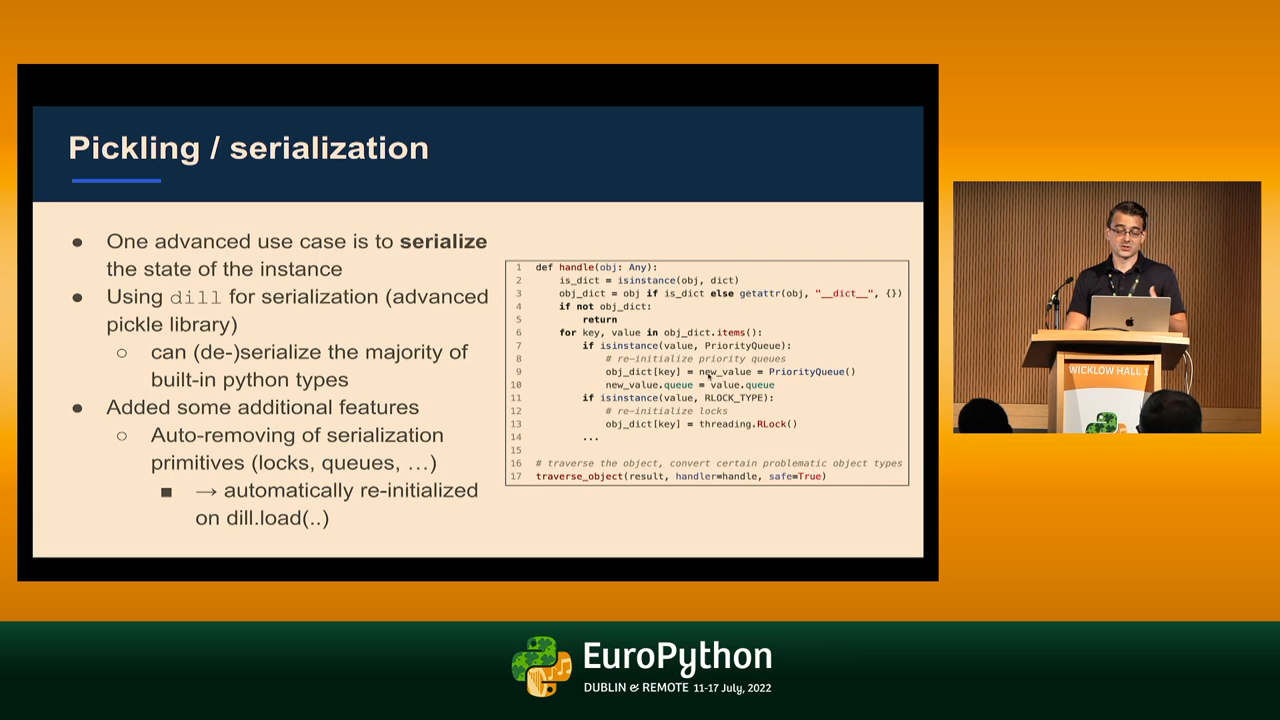 Pickling / serialization
● One advanced use case is to serialize
the state of the instance
● Using dill for serialization (advanced
pickle library)
○ can (de-)serialize the majority of
built-in python types
● Added some additional features
○ Auto-removing of serialization
primitives (locks, queues, …)
■ → automatically re-initialized
on dill.load(..)
1 def handle(obj: Any):
2     is_dict = isinstance(obj, dict)
3     obj_dict = obj if is_dict else getattr(obj, "__dict__", {})
4     if not obj_dict:
5         return
6     for key, value in obj_dict.items():
7         if isinstance(value, PriorityQueue):
8             # re-initialize priority queues
9             obj_dict[key] = new_value = PriorityQueue()
10             new_value.queue = value.queue
11         if isinstance(value, RLOCK_TYPE):
12             # re-initialize locks
13             obj_dict[key] = threading.RLock()
14         ...
15
16 # traverse the object, convert certain problematic object types
17 traverse_object(result, handler=handle, safe=True)
WICKLOW HALL 1
EuroPython
DUBLIN & REMOTE 11-17 July, 2022